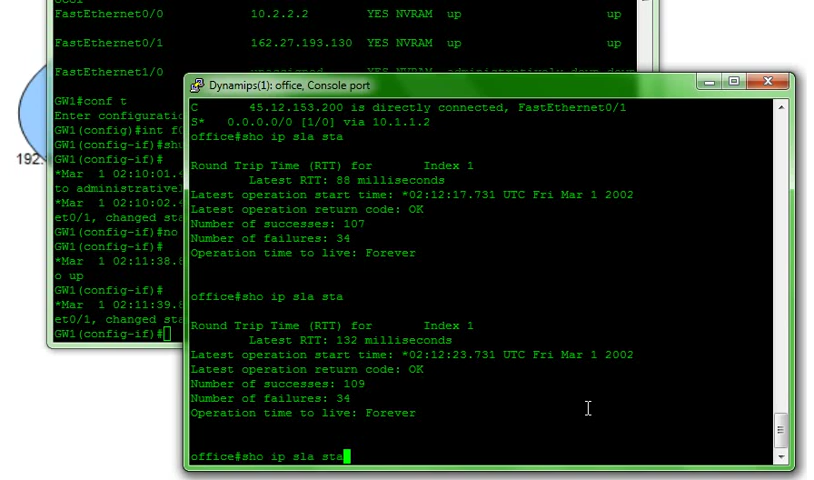 FastEthernet0/0 10.2.2.2 YES NVRAM up up
FastEthernet0/1 162.27.193.130 YES NVRAM up up
FastEthernet1/0
GW1#conf t
Enter configuratio
GW1(config)#int f0
GW1(config-if)#shu
GW1(config-if)#
*Mar 1 02:10:01.4
to administrativel
*Mar 1 02:10:02.4
et0/1, changed sta
GW1(config-if)#no
GW1(config-if)#
*Mar 1 02:11:38.8
o up
GW1(config-if)#
*Mar 1 02:11:39.8
et0/1, changed sta
GW1(config-if)#
192.
Dynamips(1): office, Console port
C 45.12.153.200 is directly connected, FastEthernet0/1
S* 0.0.0.0/0 [1/0] via 10.1.1.2
office#sho ip sla sta
Round Trip Time (RTT) for Index 1
Latest RTT: 88 milliseconds
Latest operation start time: *02:12:17.731 UTC Fri Mar 1 2002
Latest operation return code: OK
Number of successes: 107
Number of failures: 34
Operation time to live: Forever
office#sho ip sla sta
Round Trip Time (RTT) for Index 1
Latest RTT: 132 milliseconds
Latest operation start time: *02:12:23.731 UTC Fri Mar 1 2002
Latest operation return code: OK
Number of successes: 109
Number of failures: 34
Operation time to live: Forever
office#sho ip sla sta